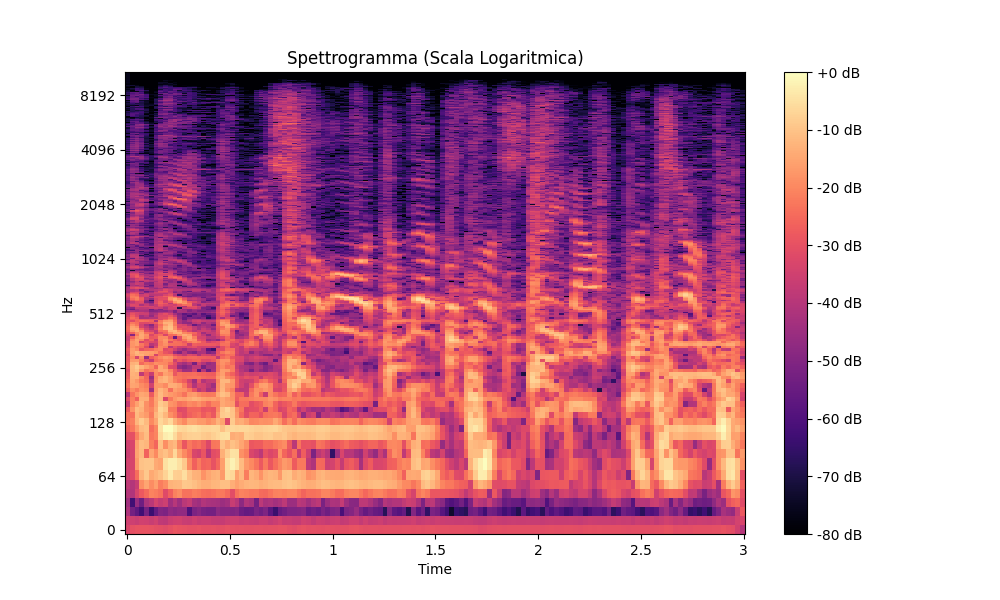 Spettrogramma (Scala Logaritmica)
Hz
8192
4096
2048
1024
512
256
128
64
0
0 0.5 1 1.5 2 2.5 3
Time
+0 dB
-10 dB
-20 dB
-30 dB
-40 dB
-50 dB
-60 dB
-70 dB
-80 dB